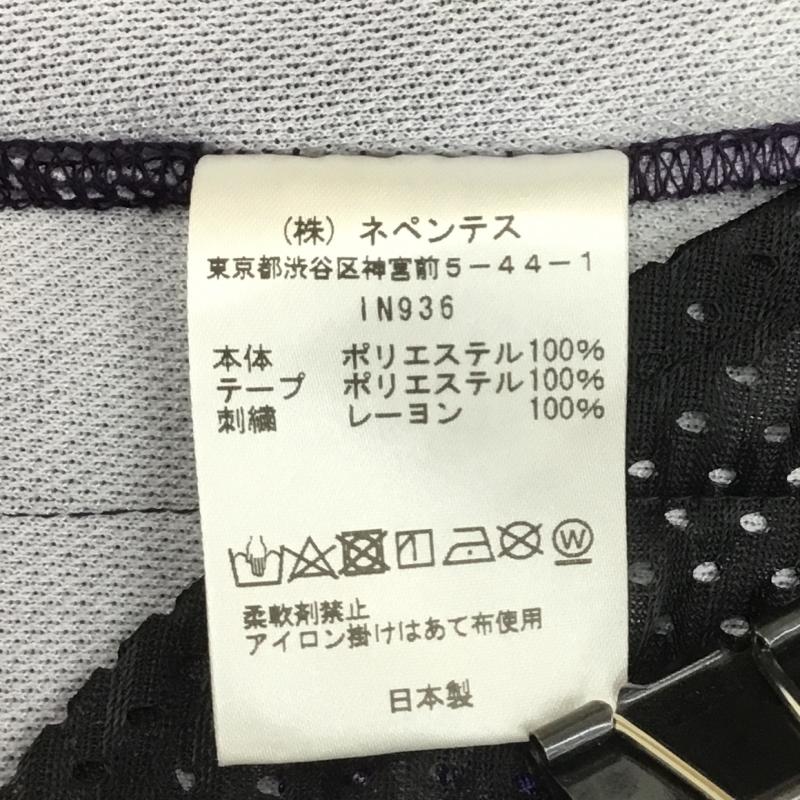 （株）ネペンテス
東京都渋谷区神宮前５－４４－１
IN936
本体 ポリエステル100%
テープ ポリエステル100%
刺繍 レーヨン 100%
W
柔軟剤禁止
アイロン掛けはあて布使用
日本製